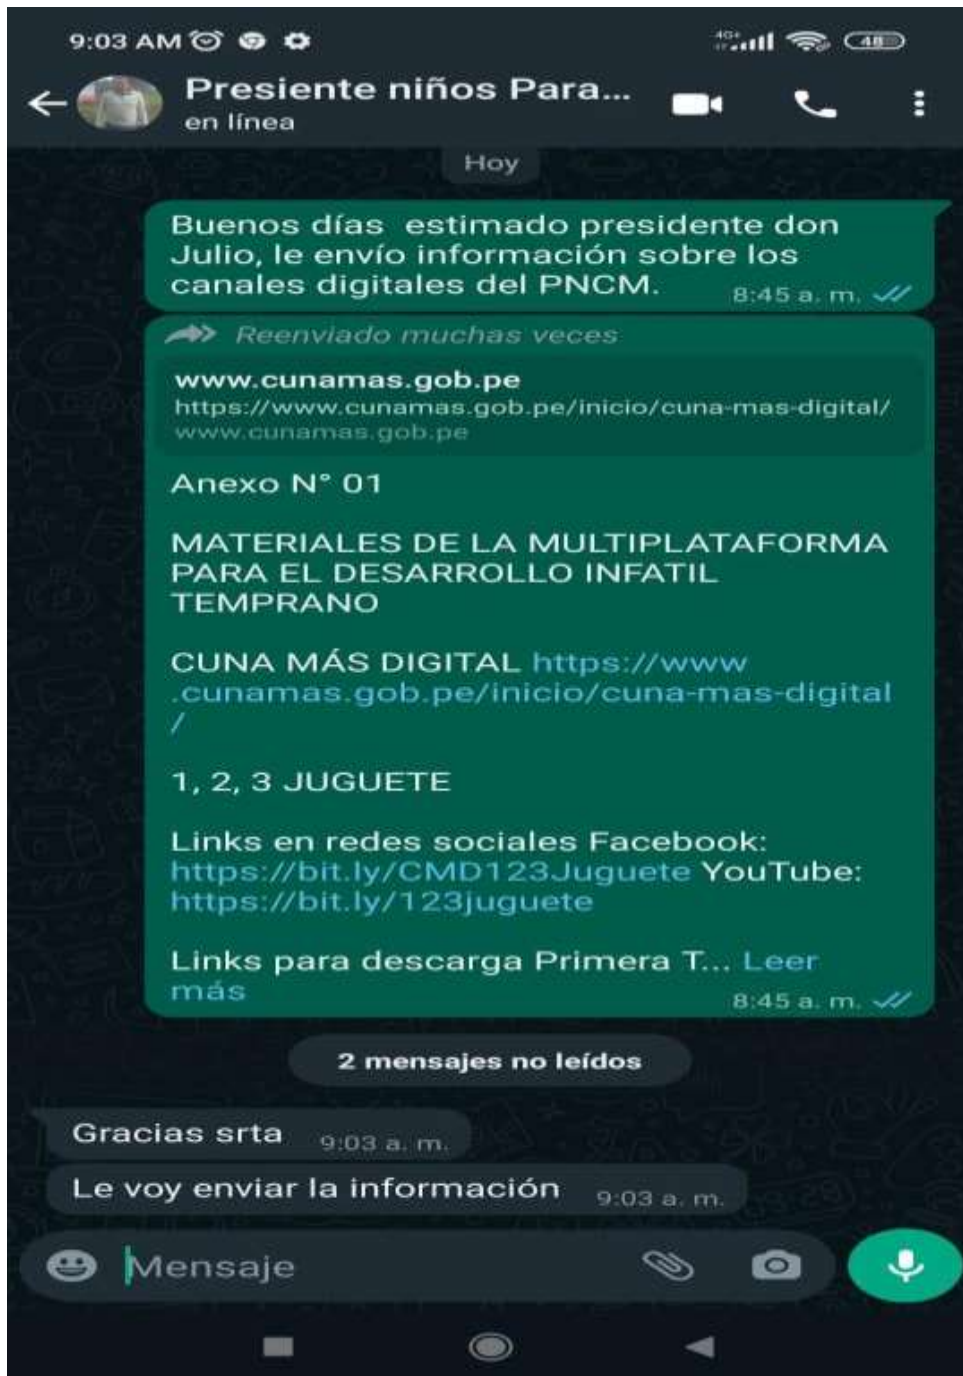 9:03 AM
4G+
48
Presiente niños Para...
en línea
Hoy
Buenos días estimado presidente don
Julio, le envío información sobre los
canales digitales del PNCM.
8:45 a. m.
Reenviado muchas veces
www.cunamas.gob.pe
https://www.cunamas.gob.pe/inicio/cuna-mas-digital/
www.cunamas.gob.pe
Anexo N° 01
MATERIALES DE LA MULTIPLATAFORMA
PARA EL DESARROLLO INFATIL
TEMPRANO
CUNA MÁS DIGITAL https://www
.cunamas.gob.pe/inicio/cuna-mas-digital
/
1, 2, 3 JUGUETE
Links en redes sociales Facebook:
https://bit.ly/CMD123Juguete YouTube:
https://bit.ly/123juguete
Links para descarga Primera T... Leer
más
8:45 a. m.
2 mensajes no leídos
Gracias srta 9:03 a. m.
Le voy enviar la información 9:03 a. m.
Mensaje